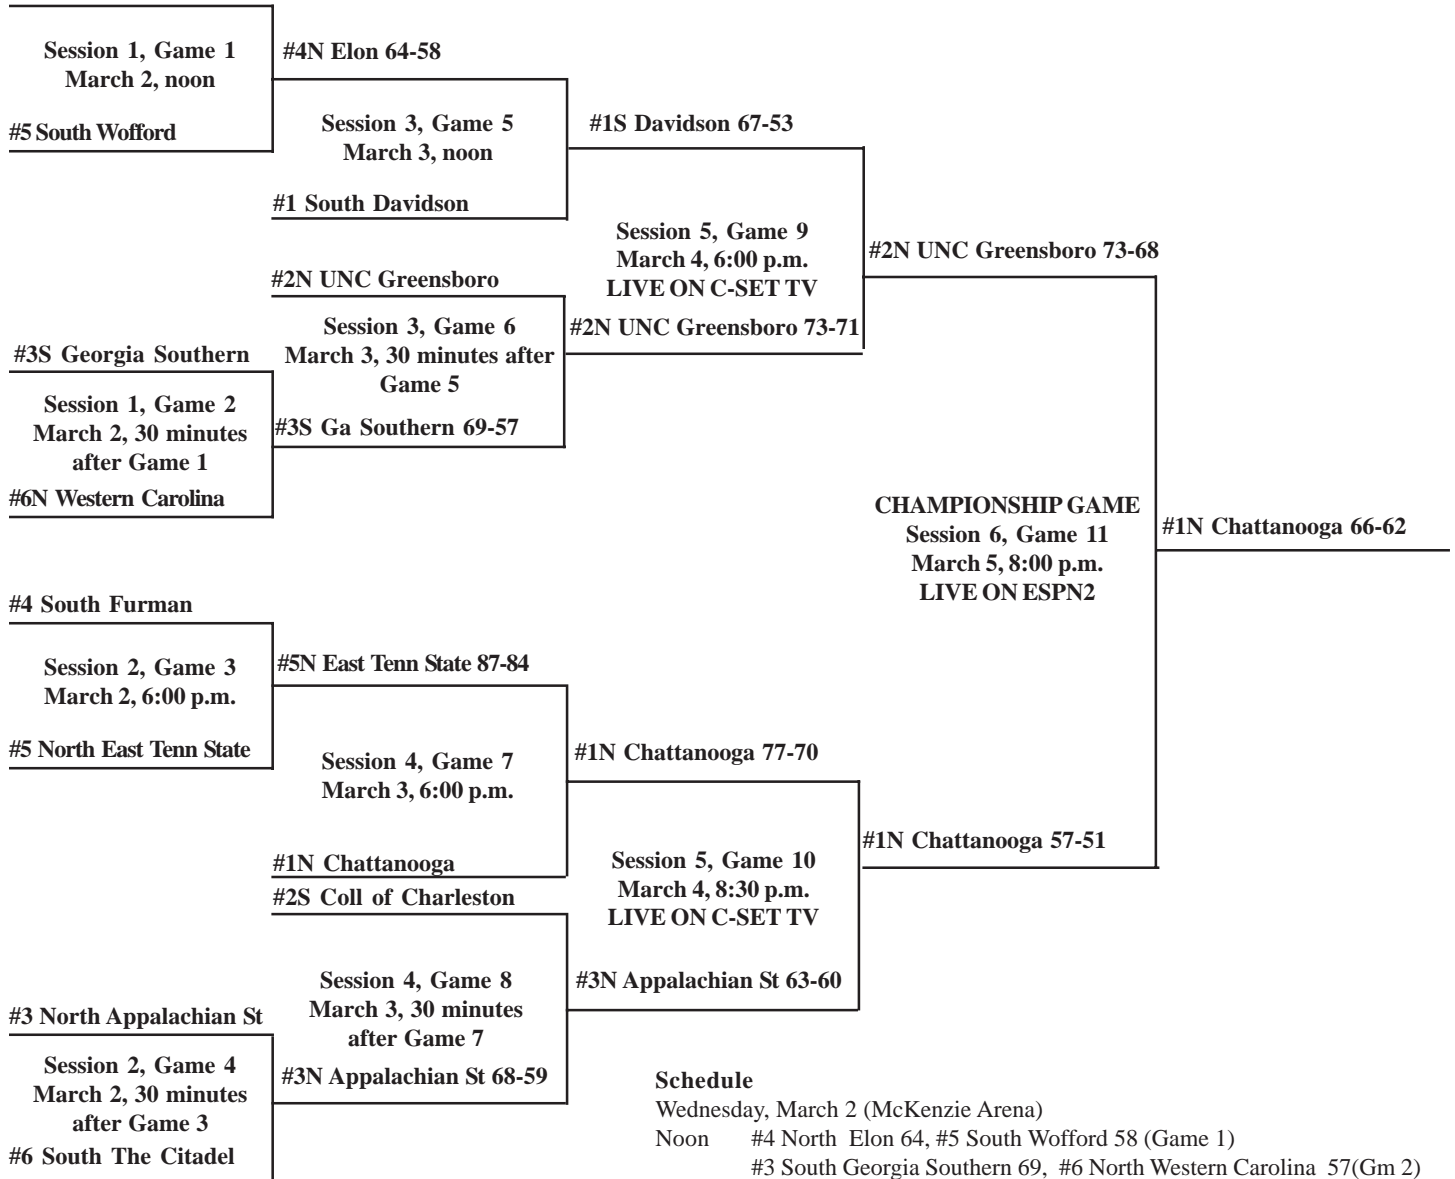 Session 1, Game 1
March 2, noon
#5 South Wofford
#4N Elon 64-58
Session 3, Game 5
March 3, noon
#1 South Davidson
#1S Davidson 67-53
#2N UNC Greensboro
Session 3, Game 6
March 3, 30 minutes after
Game 5
#3S Ga Southern 69-57
#3S Georgia Southern
Session 1, Game 2
March 2, 30 minutes
after Game 1
#6N Western Carolina
Session 5, Game 9
March 4, 6:00 p.m.
LIVE ON C-SET TV
#2N UNC Greensboro 73-71
#2N UNC Greensboro 73-68
CHAMPIONSHIP GAME
Session 6, Game 11
March 5, 8:00 p.m.
LIVE ON ESPN2
#1N Chattanooga 66-62
#4 South Furman
Session 2, Game 3
March 2, 6:00 p.m.
#5 North East Tenn State
#5N East Tenn State 87-84
Session 4, Game 7
March 3, 6:00 p.m.
#1N Chattanooga
#1N Chattanooga 77-70
#2S Coll of Charleston
Session 4, Game 8
March 3, 30 minutes
after Game 7
#3N Appalachian St 68-59
#3 North Appalachian St
Session 2, Game 4
March 2, 30 minutes
after Game 3
#6 South The Citadel
Session 5, Game 10
March 4, 8:30 p.m.
LIVE ON C-SET TV
#3N Appalachian St 63-60
#1N Chattanooga 57-51
Schedule
Wednesday, March 2 (McKenzie Arena)
Noon #4 North Elon 64, #5 South Wofford 58 (Game 1)
#3 South Georgia Southern 69, #6 North Western Carolina 57(Gm 2)